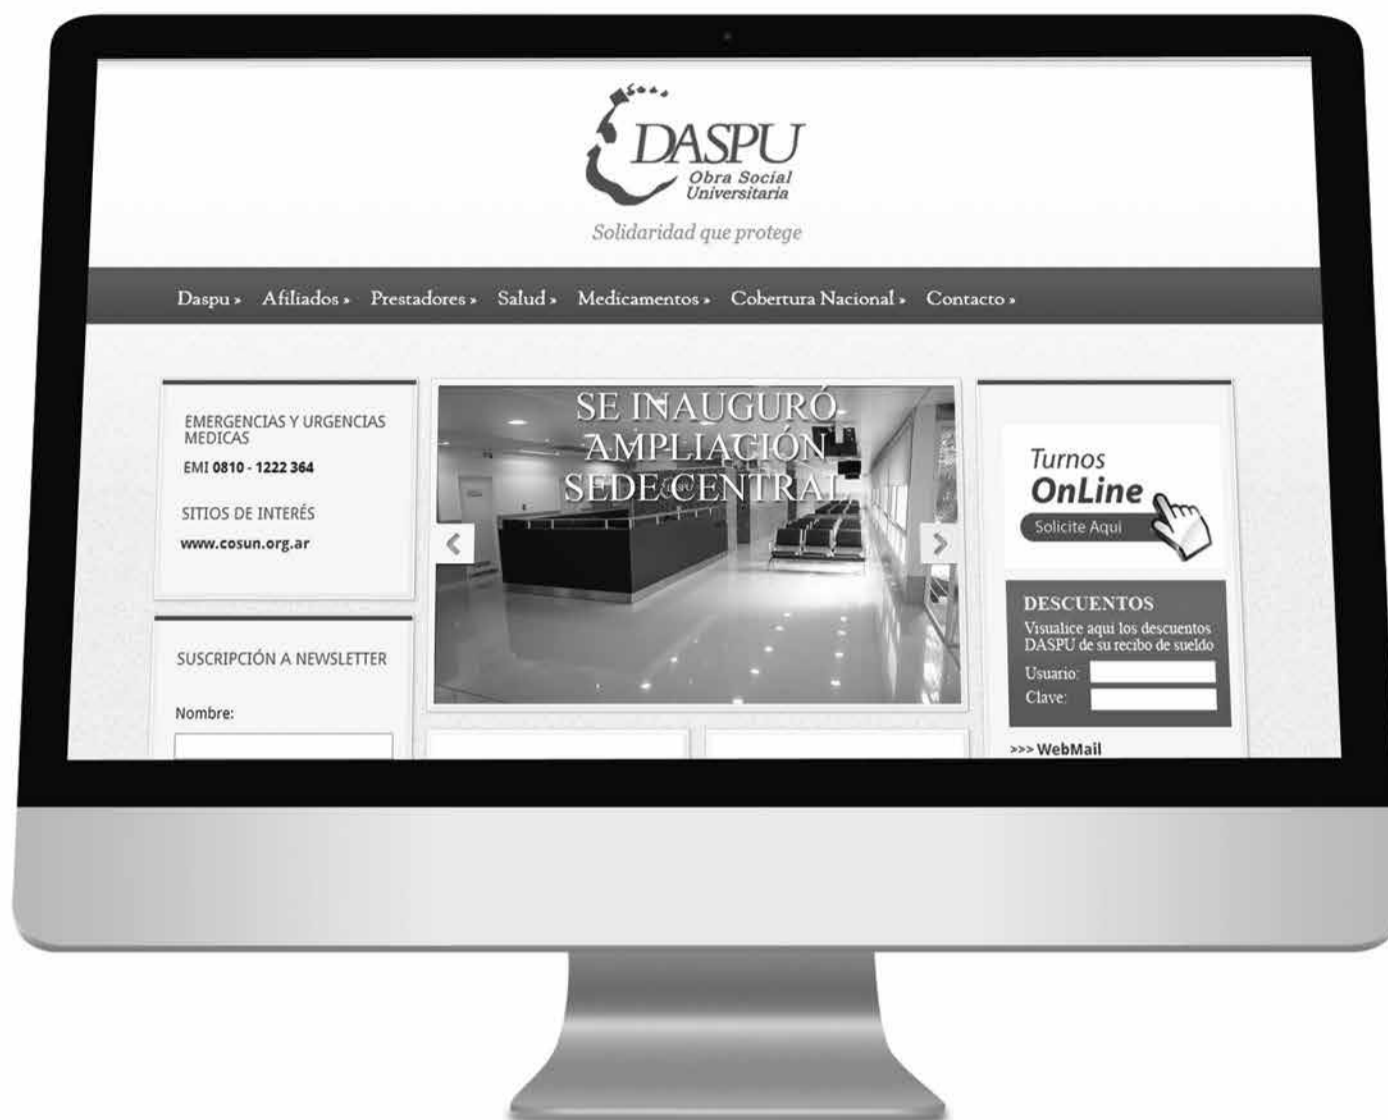 DASPU
Obra Social
Universitaria
Solidaridad que protege
Daspu » Afiliados » Prestadores » Salud » Medicamentos » Cobertura Nacional » Contacto »
EMERGENCIAS Y URGENCIAS
MEDICAS
EMI 0810 - 1222 364
SITIOS DE INTERÉS
www.cosun.org.ar
SUSCRIPCIÓN A NEWSLETTER
Nombre:
SE INAUGURÓ
AMPLIACIÓN
SEDE CENTRAL
Turnos
OnLine
Solicite Aqui
DESCUENTOS
Visualice aqui los descuentos
DASPU de su recibo de sueldo
Usuario:
Clave:
>>> WebMail